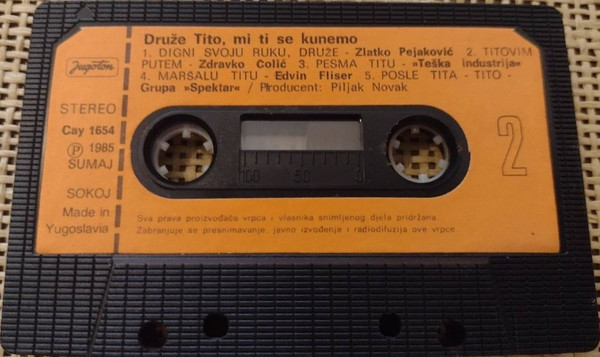 Druže Tito, mi ti se kunemo
1. DIGNI SVOJU RUKU, DRUŽE - Zlatko Pejaković 2. TITOVIM
PUTEM - Zdravko Colić 3. PESMA TITU - »Teška industrija«
4. MARŠALU TITU - Edvin Fliser 5. POSLE TITA - TITO -
Grupa »Spektar« / Producent: Piljak Novak
Jugoton
STEREO
Cay 1654
Ⓟ 1985
ŠUMAJ
SOKOJ
Made in
Yugoslavia
2
100 50 0
Sva prava proizvođača vrpca i vlasnika snimljenog djela pridržana.
Zabranjuje se presnimavanje, javno izvođenje i radiodifuzija ove vrpce